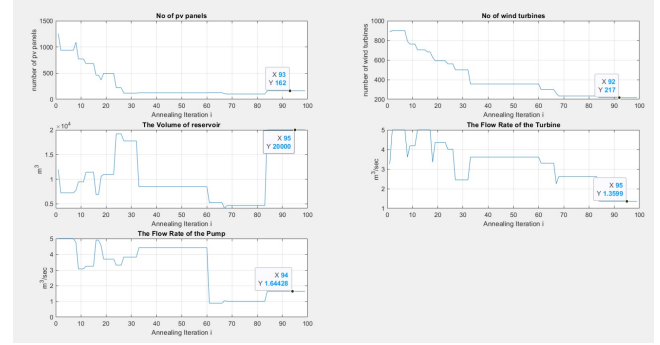 No of pv panels
number of pv panels
1500
1000
500
0
X 93
Y 162
0 10 20 30 40 50 60 70 80 90 100
Annealing Iteration i
No of wind turbines
number of wind turbines
1000
800
600
400
200
X 92
Y 217
0 10 20 30 40 50 60 70 80 90 100
Annealing Iteration i
The Volume of reservoir
×10⁴
m³
2
1.5
1
0.5
X 95
Y 20000
0 10 20 30 40 50 60 70 80 90 100
Annealing Iteration i
The Flow Rate of the Turbine
m³/sec
5
4
3
2
1
X 95
Y 1.3599
0 10 20 30 40 50 60 70 80 90 100
Annealing Iteration i
The Flow Rate of the Pump
m³/sec
5
4
3
2
1
0
X 94
Y 1.64428
0 10 20 30 40 50 60 70 80 90 100
Annealing Iteration i